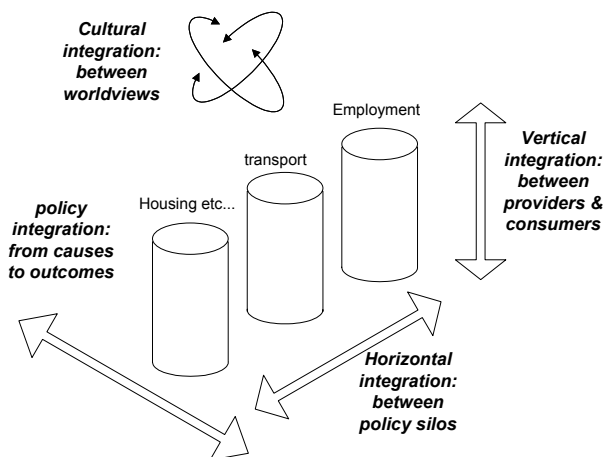 Cultural
integration:
between
worldviews
Employment
transport
Housing etc...
Vertical
integration:
between
providers &
consumers
policy
integration:
from causes
to outcomes
Horizontal
integration:
between
policy silos